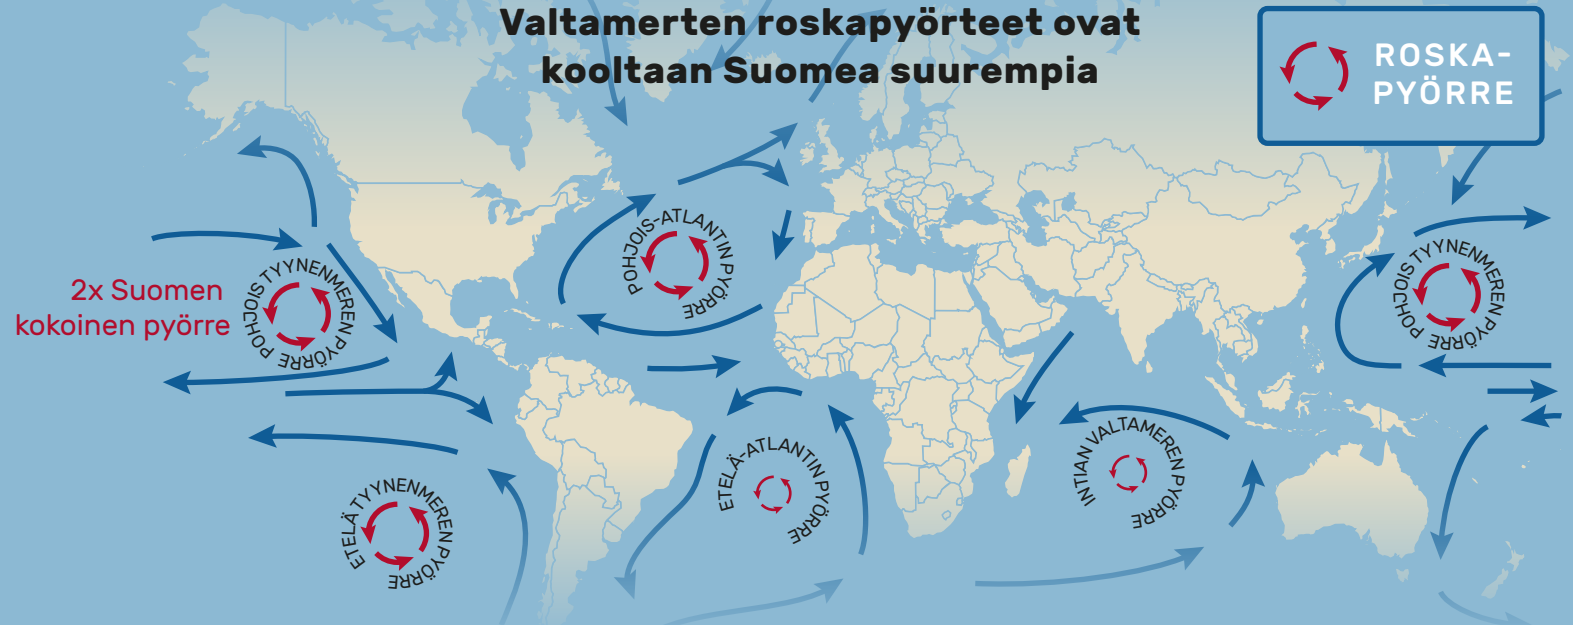 Valtamerten roskapyörteet ovat
kooltaan Suomea suurempia
ROSKA-
PYÖRRE
2x Suomen
kokoinen pyörre
POHJOIS TYYNENMEREN PYÖRRE
POHJOIS-ATLANTIN PYÖRRE
POHJOIS TYYNENMEREN PYÖRRE
ETELÄ TYYNENMEREN PYÖRRE
ETELÄ-ATLANTIN PYÖRRE
INTIAN VALTAMEREN PYÖRRE